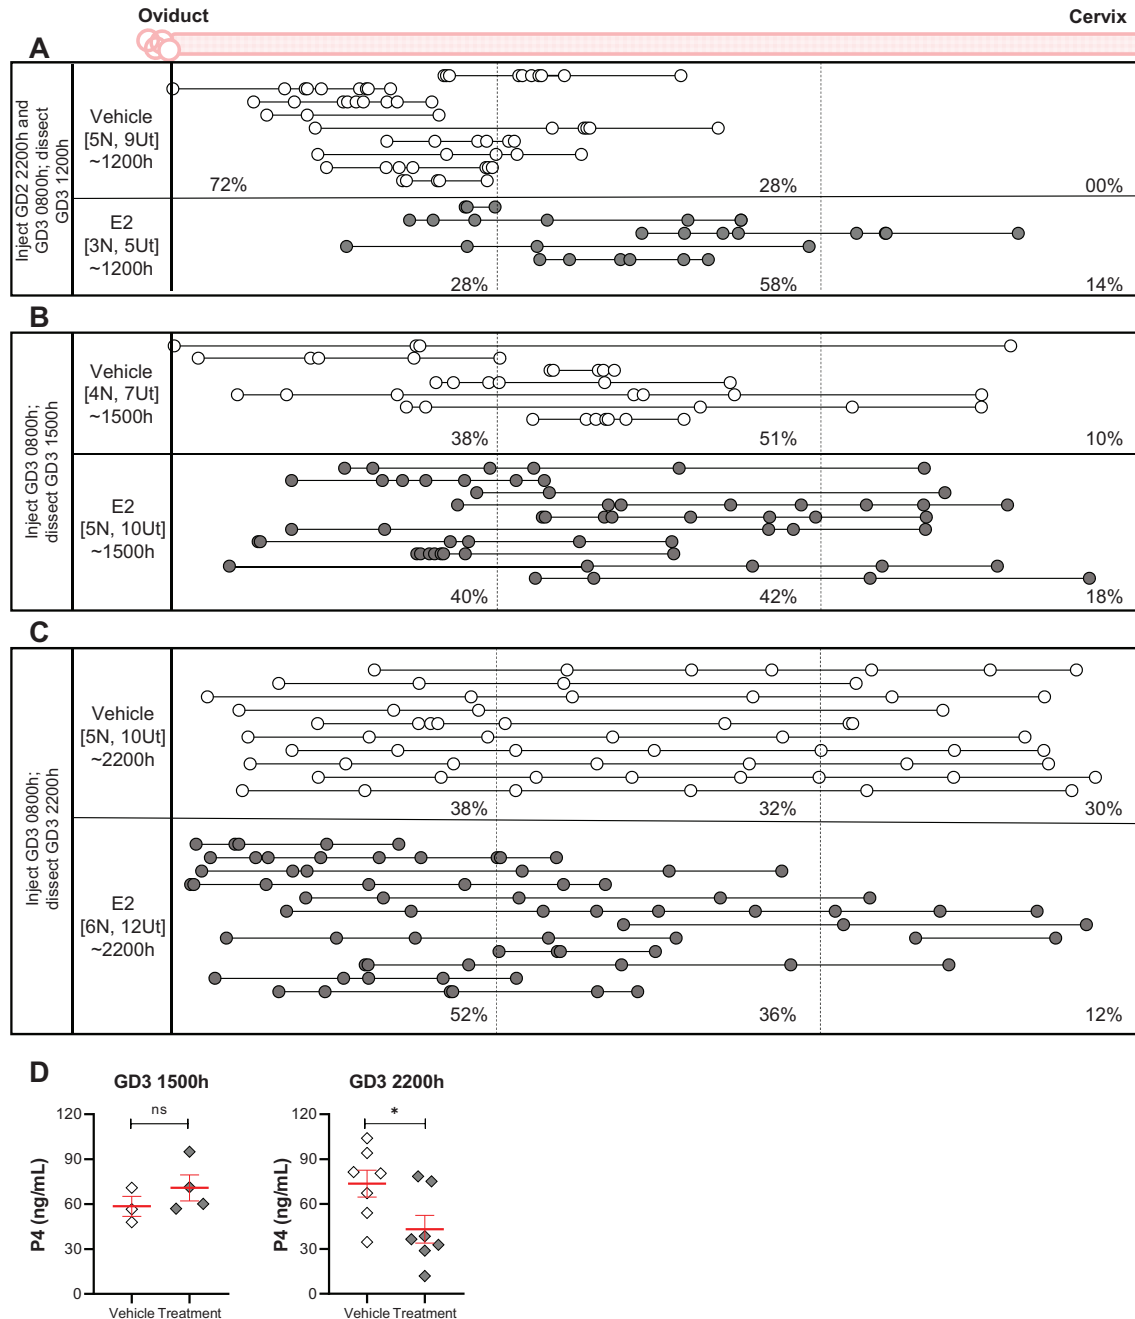 Oviduct
Cervix
A
Inject GD2 2200h and
GD3 0800h; dissect
GD3 1200h
Vehicle
[5N, 9Ut]
~1200h
72%
28%
00%
E2
[3N, 5Ut]
~1200h
28%
58%
14%
B
Inject GD3 0800h;
dissect GD3 1500h
Vehicle
[4N, 7Ut]
~1500h
38%
51%
10%
E2
[5N, 10Ut]
~1500h
40%
42%
18%
C
Inject GD3 0800h;
dissect GD3 2200h
Vehicle
[5N, 10Ut]
~2200h
38%
32%
30%
E2
[6N, 12Ut]
~2200h
52%
36%
12%
D
GD3 1500h
P4 (ng/mL)
120
90
60
30
0
ns
Vehicle Treatment
GD3 2200h
P4 (ng/mL)
120
90
60
30
0
*
Vehicle Treatment